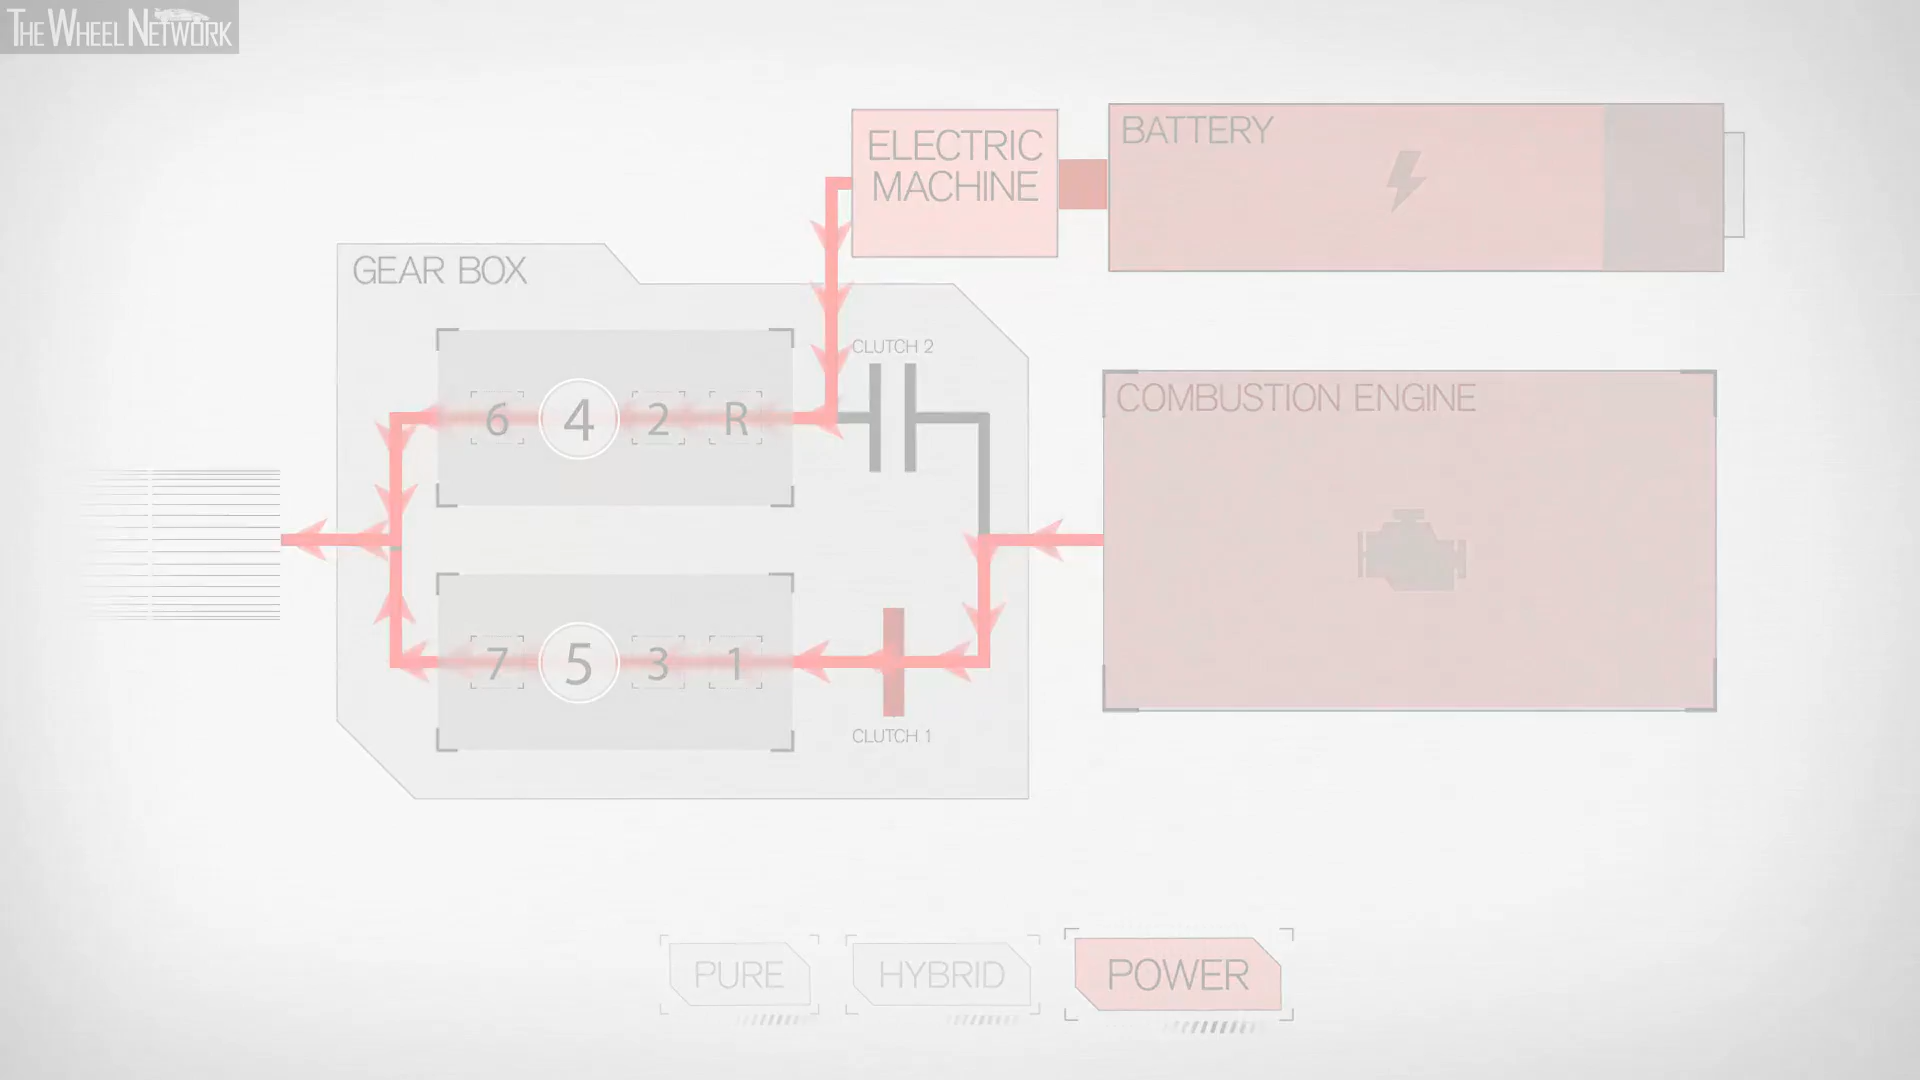 THE WHEEL NETWORK
ELECTRIC
MACHINE
BATTERY
GEAR BOX
CLUTCH 2
COMBUSTION ENGINE
6 4 2 R
7 5 3 1
CLUTCH 1
PURE
HYBRID
POWER